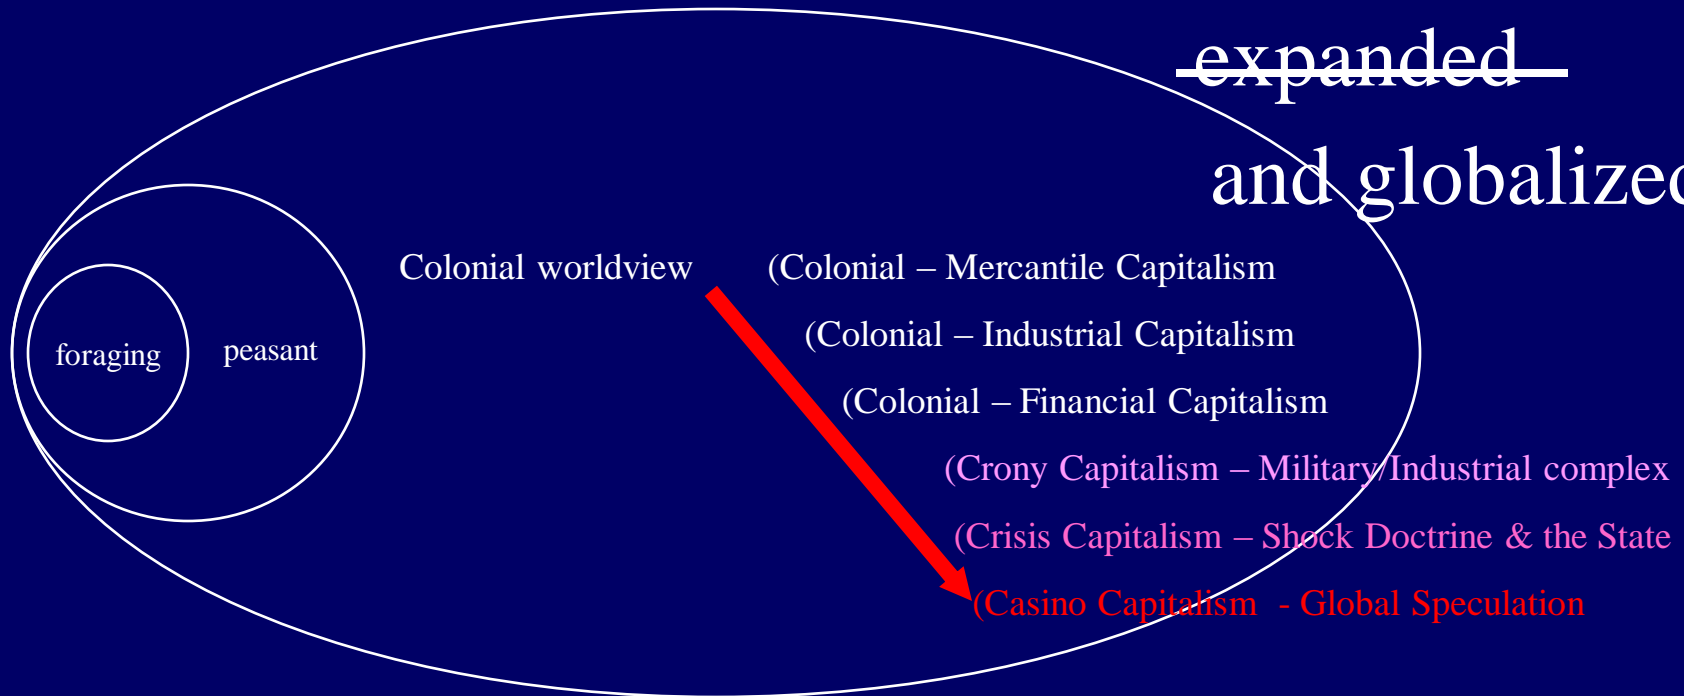 expanded
and globalized
Colonial worldview
(Colonial – Mercantile Capitalism
(Colonial – Industrial Capitalism
foraging
peasant
(Colonial – Financial Capitalism
(Crony Capitalism – Military/Industrial complex
(Crisis Capitalism – Shock Doctrine & the State
(Casino Capitalism - Global Speculation